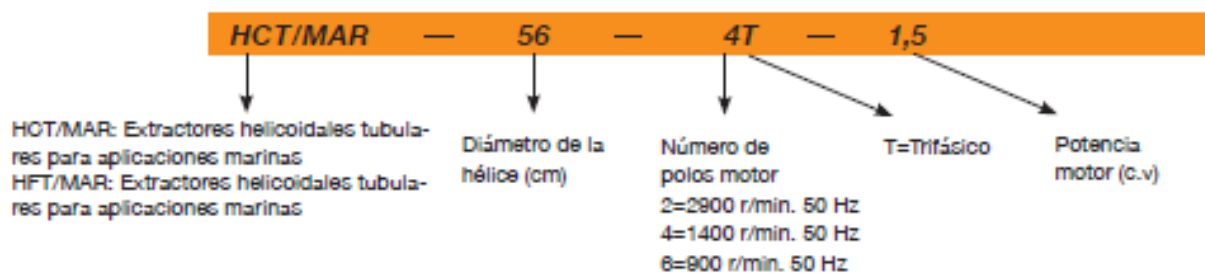 HCT/MAR — 56 — 4T — 1,5
HCT/MAR: Extractores helicoidales tubula-
res para aplicaciones marinas
HFT/MAR: Extractores helicoidales tubula-
res para aplicaciones marinas
Diámetro de la
hélice (cm)
Número de
polos motor
2=2900 r/min. 50 Hz
4=1400 r/min. 50 Hz
6=900 r/min. 50 Hz
T=Trifásico
Potencia
motor (c.v)